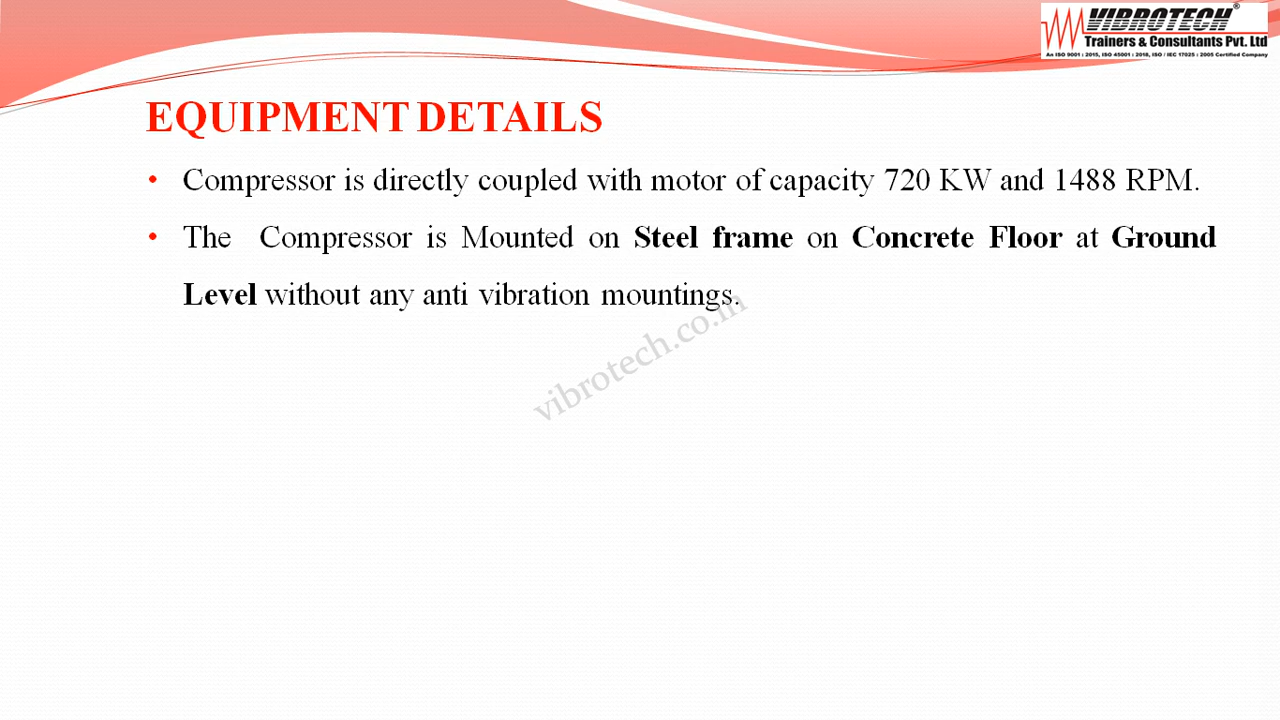 VIBROTECH®
Trainers & Consultants Pvt. Ltd
An ISO 9001 : 2015, ISO 45001 : 2018, ISO / IEC 17025 : 2005 Certified Company
EQUIPMENT DETAILS
• Compressor is directly coupled with motor of capacity 720 KW and 1488 RPM.
• The Compressor is Mounted on Steel frame on Concrete Floor at Ground
Level without any anti vibration mountings.
vibrotech.co.in